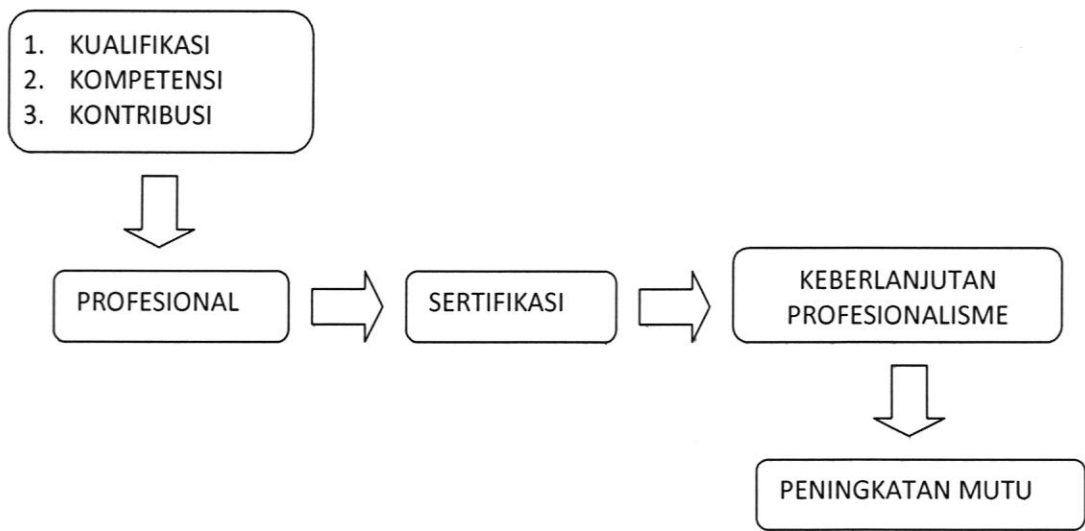 1. KUALIFIKASI
2. KOMPETENSI
3. KONTRIBUSI
PROFESIONAL
SERTIFIKASI
KEBERLANJUTAN
PROFESIONALISME
PENINGKATAN MUTU